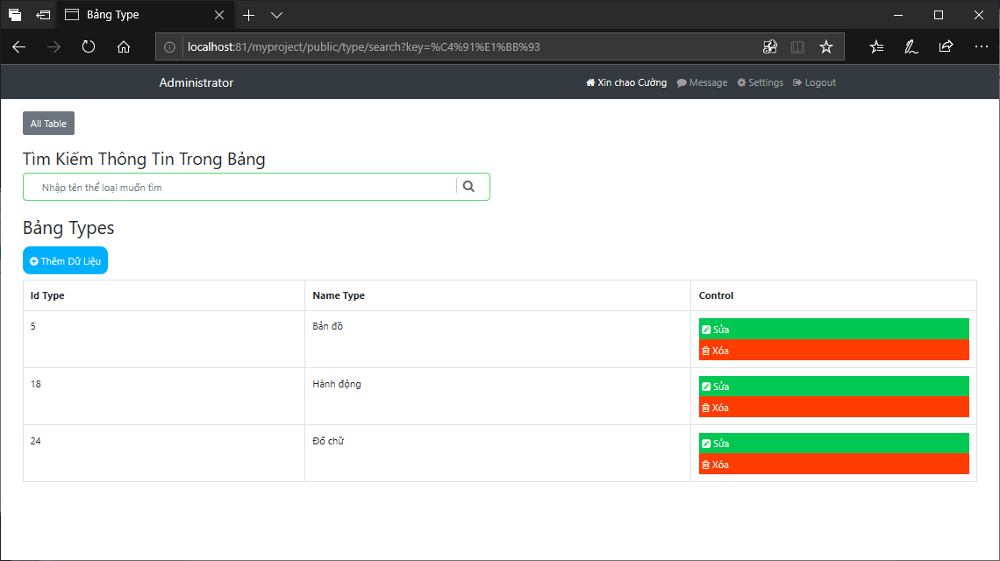 Bảng Type
localhost:81/myproject/public/type/search?key=%C4%91%E1%BB%93
Administrator
Xin chao Cường Message Settings Logout
All Table
Tìm Kiếm Thông Tin Trong Bảng
Nhập tên thể loại muốn tìm
Bảng Types
Thêm Dữ Liệu
Id Type Name Type Control
5 Bản đồ Sửa
Xóa
18 Hành động Sửa
Xóa
24 Đố chữ Sửa
Xóa